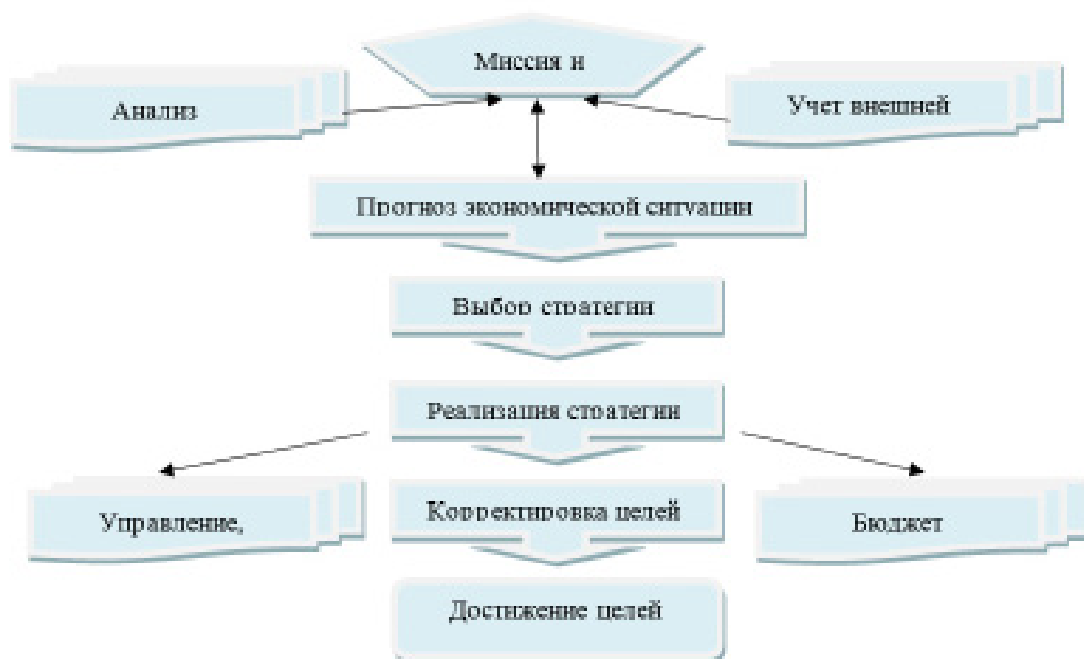 Миссия и
Анализ
Учет внешней
Прогноз экономической ситуации
Выбор стратегии
Реализация стратегии
Управление,
Корректировка целей
Бюджет
Достижение целей